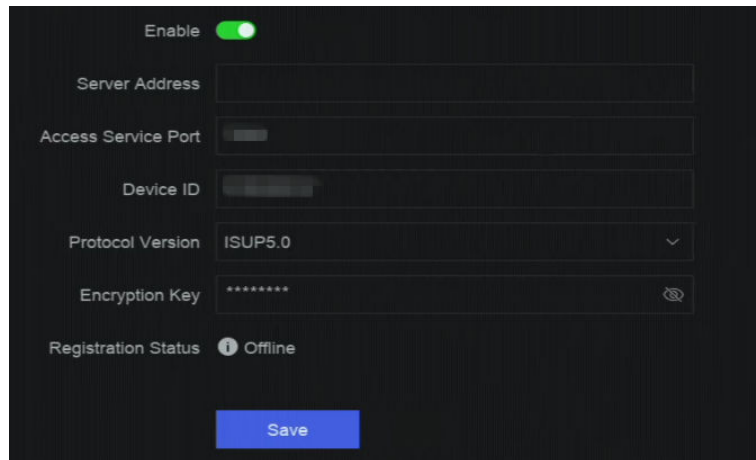 Enable
Server Address
Access Service Port
Device ID
Protocol Version ISUP5.0
Encryption Key ********
Registration Status Offline
Save